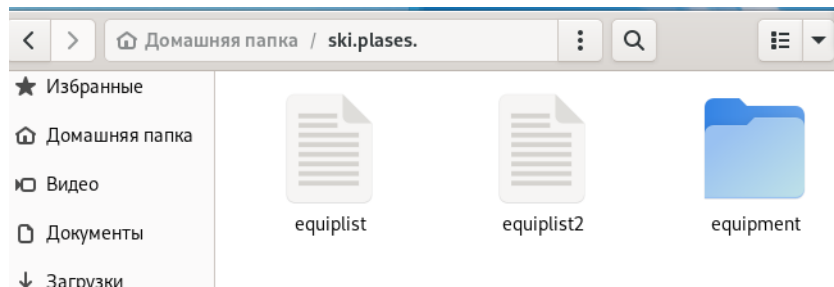 Домашняя папка / ski.plases.
Избранные
Домашняя папка
Видео
Документы
Загрузки
equiplist
equiplist2
equipment